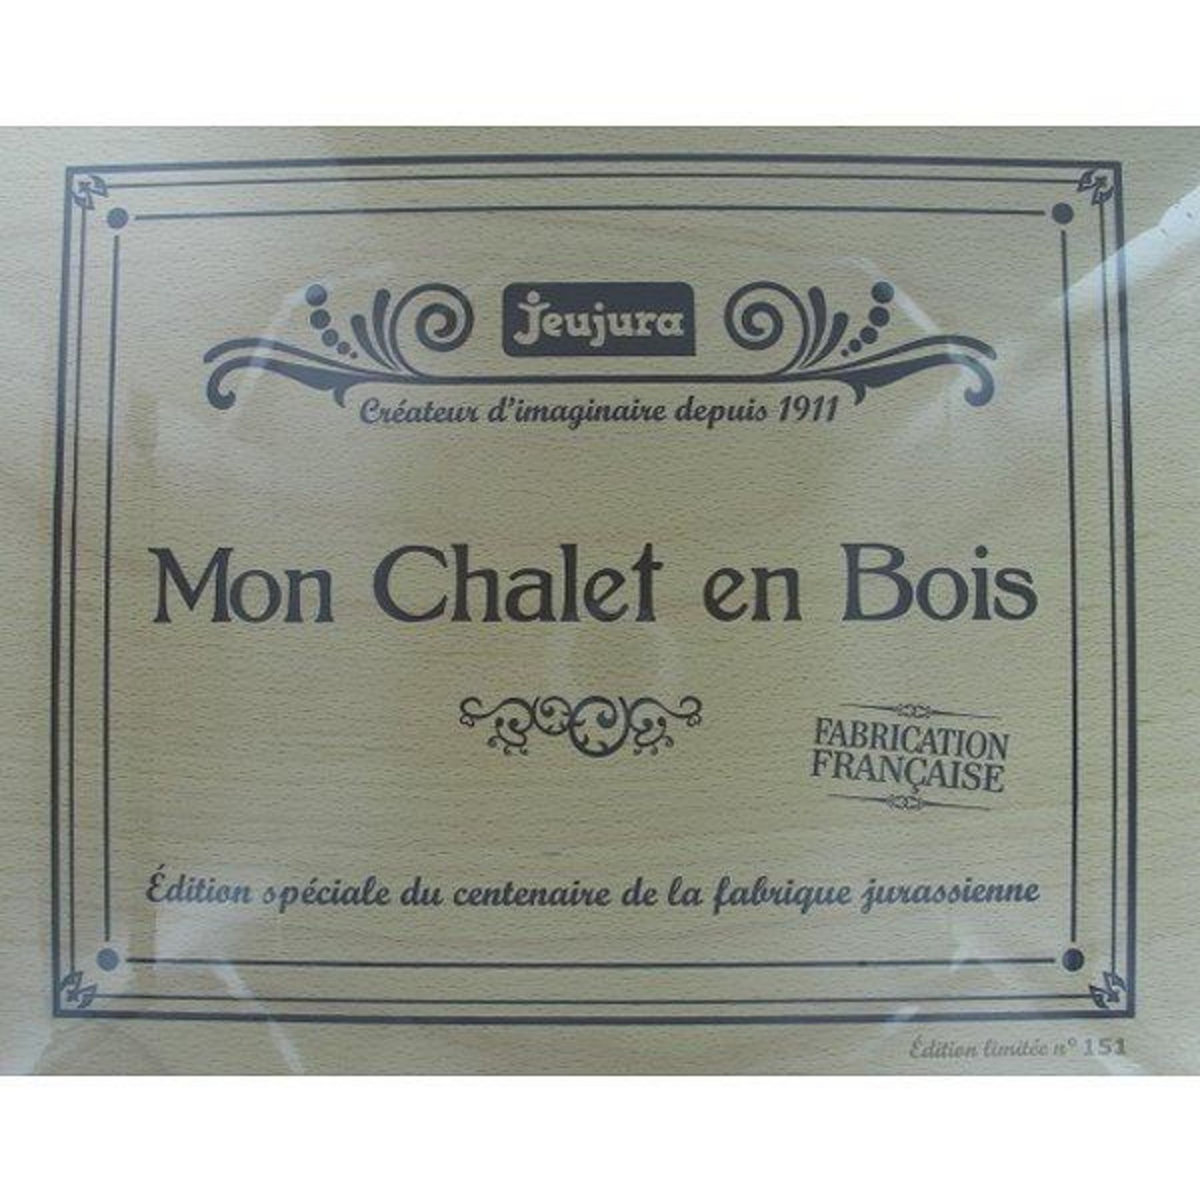 Jeujura
Créateur d'imaginaire depuis 1911
Mon Chalet en Bois
FABRICATION
FRANÇAISE
Édition spéciale du centenaire de la fabrique jurassienne
Édition limitée n° 151